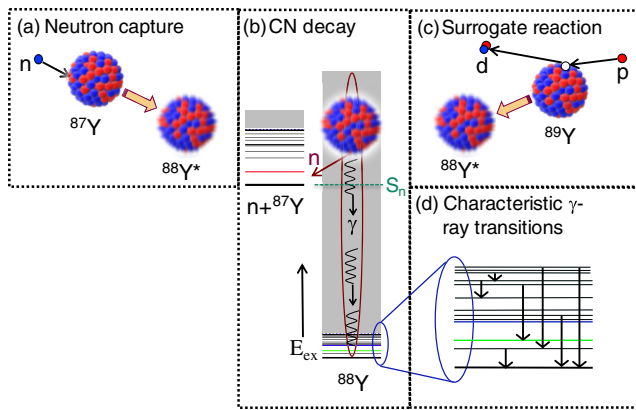 (a) Neutron capture
n
⁸⁷Y
⁸⁸Y*
(b) CN decay
n
Sₙ
n+⁸⁷Y
γ
Eₑₓ
⁸⁸Y
(c) Surrogate reaction
d
p
⁸⁹Y
⁸⁸Y*
(d) Characteristic γ-
ray transitions